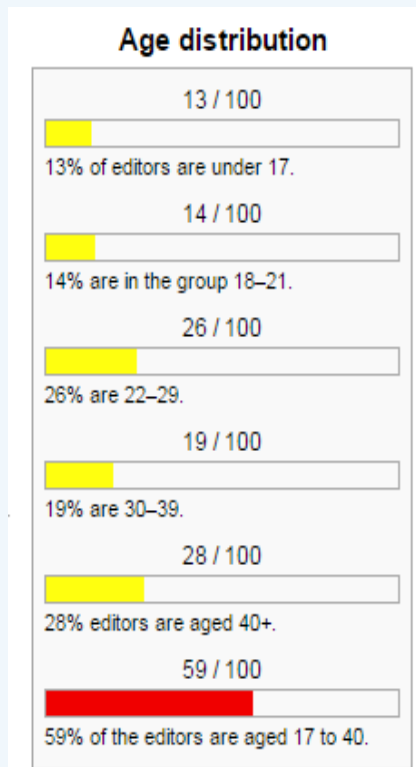 Age distribution
13 / 100
13% of editors are under 17.
14 / 100
14% are in the group 18–21.
26 / 100
26% are 22–29.
19 / 100
19% are 30–39.
28 / 100
28% editors are aged 40+.
59 / 100
59% of the editors are aged 17 to 40.